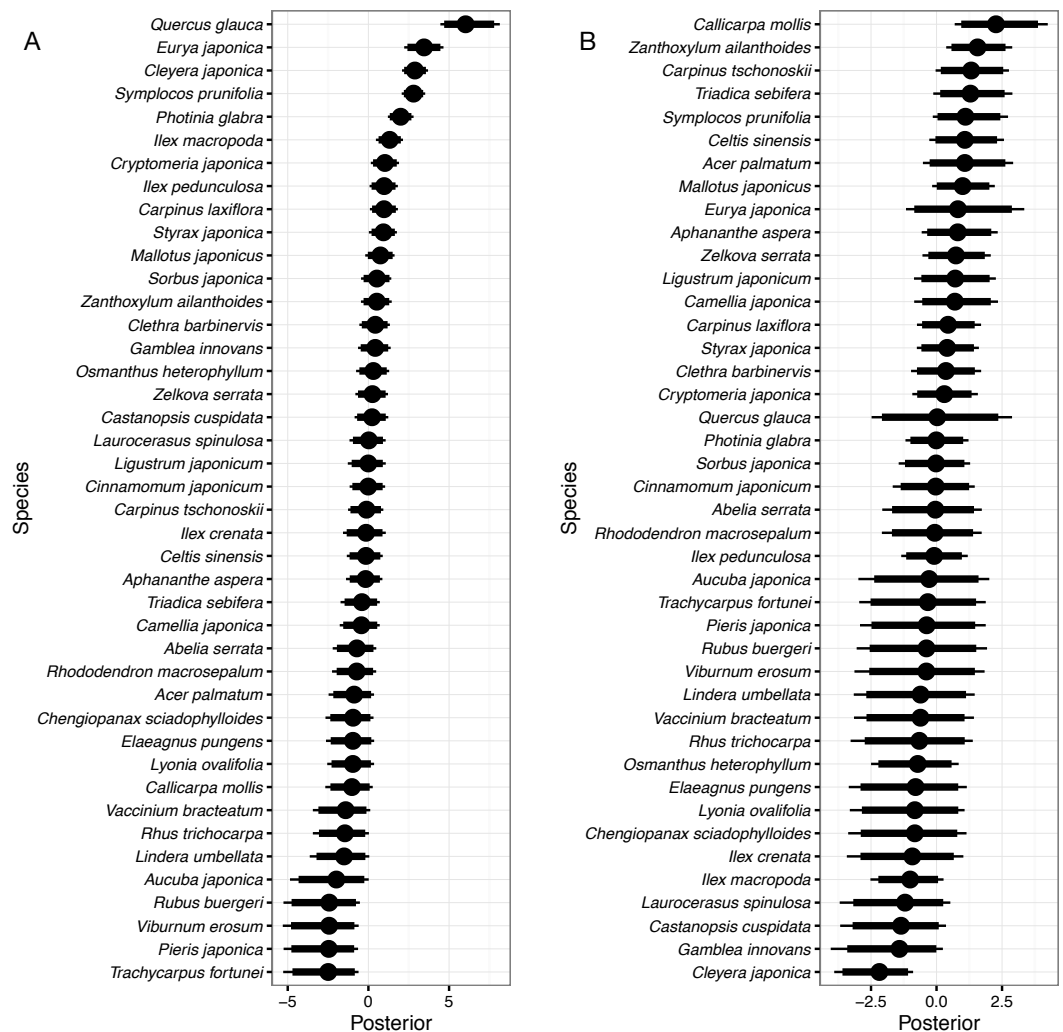 A
Species
Quercus glauca
Eurya japonica
Cleyera japonica
Symplocos prunifolia
Photinia glabra
Ilex macropoda
Cryptomeria japonica
Ilex pedunculosa
Carpinus laxiflora
Styrax japonica
Mallotus japonicus
Sorbus japonica
Zanthoxylum ailanthoides
Clethra barbinervis
Gamblea innovans
Osmanthus heterophyllum
Zelkova serrata
Castanopsis cuspidata
Laurocerasus spinulosa
Ligustrum japonicum
Cinnamomum japonicum
Carpinus tschonoskii
Ilex crenata
Celtis sinensis
Aphananthe aspera
Triadica sebifera
Camellia japonica
Abelia serrata
Rhododendron macrosepalum
Acer palmatum
Chengiopanax sciadophylloides
Elaeagnus pungens
Lyonia ovalifolia
Callicarpa mollis
Vaccinium bracteatum
Rhus trichocarpa
Lindera umbellata
Aucuba japonica
Rubus buergeri
Viburnum erosum
Pieris japonica
Trachycarpus fortunei
−5 0 5
Posterior
B
Species
Callicarpa mollis
Zanthoxylum ailanthoides
Carpinus tschonoskii
Triadica sebifera
Symplocos prunifolia
Celtis sinensis
Acer palmatum
Mallotus japonicus
Eurya japonica
Aphananthe aspera
Zelkova serrata
Ligustrum japonicum
Camellia japonica
Carpinus laxiflora
Styrax japonica
Clethra barbinervis
Cryptomeria japonica
Quercus glauca
Photinia glabra
Sorbus japonica
Cinnamomum japonicum
Abelia serrata
Rhododendron macrosepalum
Ilex pedunculosa
Aucuba japonica
Trachycarpus fortunei
Pieris japonica
Rubus buergeri
Viburnum erosum
Lindera umbellata
Vaccinium bracteatum
Rhus trichocarpa
Osmanthus heterophyllum
Elaeagnus pungens
Lyonia ovalifolia
Chengiopanax sciadophylloides
Ilex crenata
Ilex macropoda
Laurocerasus spinulosa
Castanopsis cuspidata
Gamblea innovans
Cleyera japonica
−2.5 0.0 2.5
Posterior